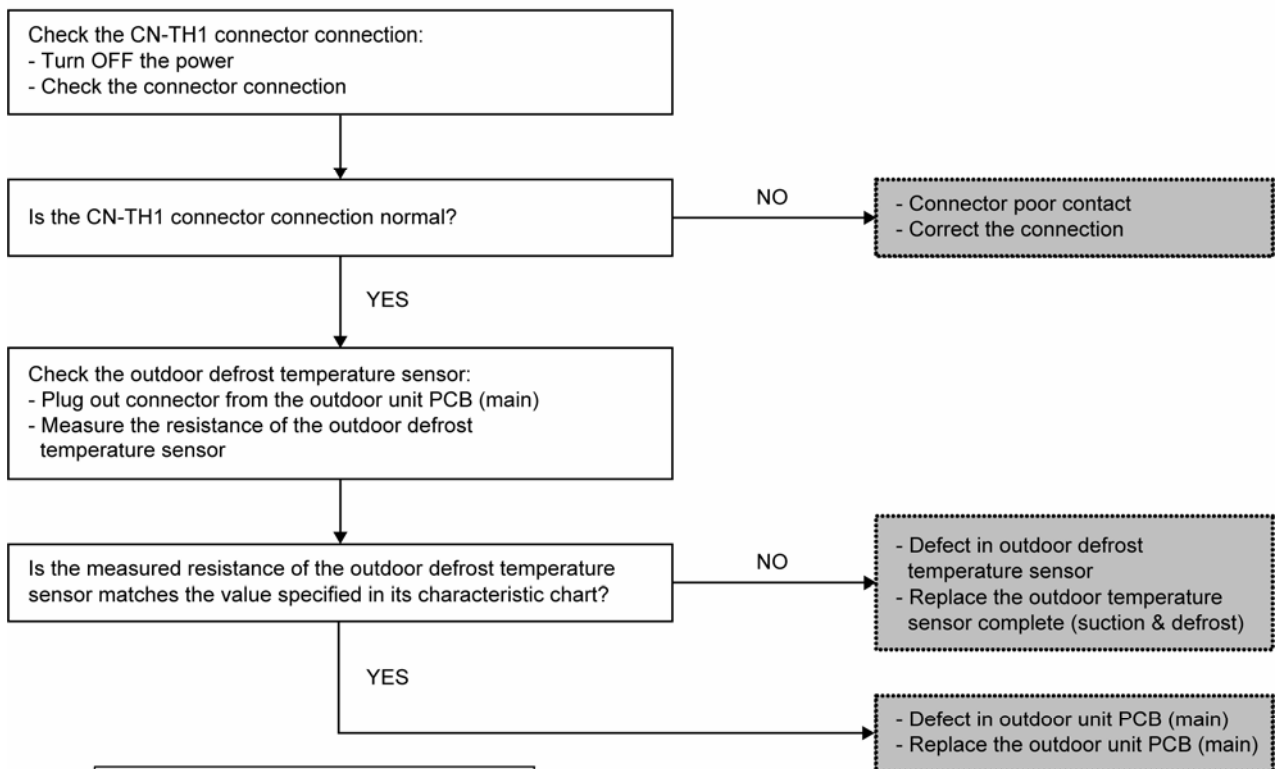 Check the CN-TH1 connector connection:
- Turn OFF the power
- Check the connector connection
Is the CN-TH1 connector connection normal?
NO
- Connector poor contact
- Correct the connection
YES
Check the outdoor defrost temperature sensor:
- Plug out connector from the outdoor unit PCB (main)
- Measure the resistance of the outdoor defrost
temperature sensor
Is the measured resistance of the outdoor defrost temperature
sensor matches the value specified in its characteristic chart?
NO
- Defect in outdoor defrost
temperature sensor
- Replace the outdoor temperature
sensor complete (suction & defrost)
YES
- Defect in outdoor unit PCB (main)
- Replace the outdoor unit PCB (main)